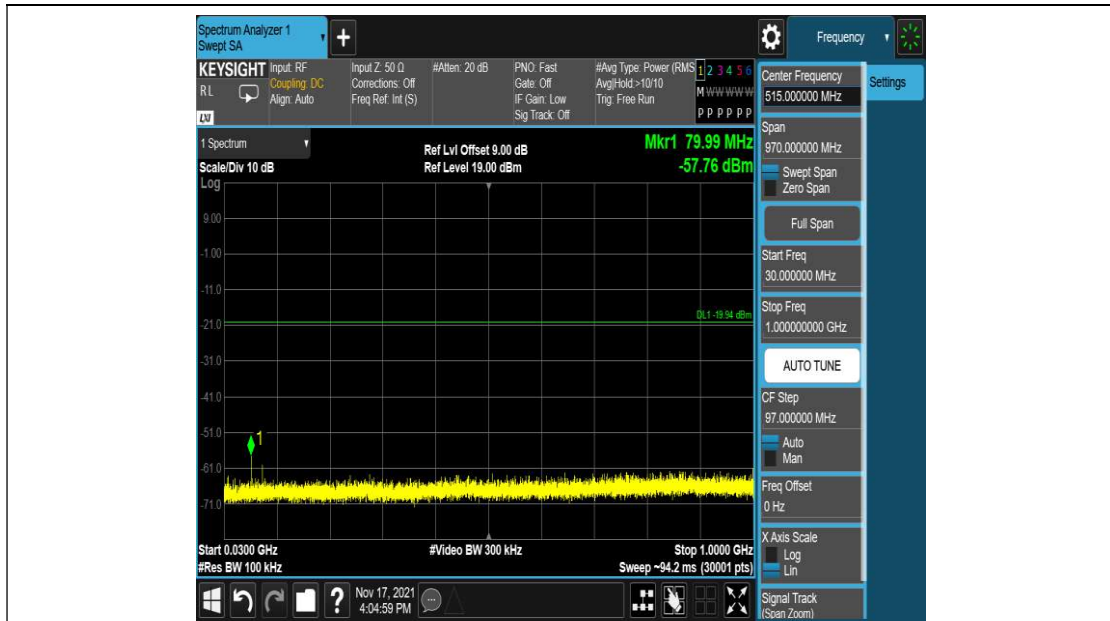 Spectrum Analyzer 1
Swept SA
+
Frequency
KEYSIGHT
RL
LXI
Input: RF
Coupling: DC
Align: Auto
Input Z: 50 Ω
Corrections: Off
Freq Ref: Int (S)
#Atten: 20 dB
PNO: Fast
Gate: Off
IF Gain: Low
Sig Track: Off
#Avg Type: Power (RMS
Avg|Hold:>10/10
Trig: Free Run
1 2 3 4 5 6
M W W W W W
P P P P P P
1 Spectrum
Scale/Div 10 dB
Log
Ref Lvl Offset 9.00 dB
Ref Level 19.00 dBm
Mkr1 79.99 MHz
-57.76 dBm
9.00
-1.00
-11.0
-21.0
-31.0
-41.0
-51.0
-61.0
-71.0
DL1 -19.94 dBm
1
Start 0.0300 GHz
#Res BW 100 kHz
#Video BW 300 kHz
Stop 1.0000 GHz
Sweep ~94.2 ms (30001 pts)
Center Frequency
515.000000 MHz
Settings
Span
970.000000 MHz
Swept Span
Zero Span
Full Span
Start Freq
30.000000 MHz
Stop Freq
1.000000000 GHz
AUTO TUNE
CF Step
97.000000 MHz
Auto
Man
Freq Offset
0 Hz
X Axis Scale
Log
Lin
Signal Track
(Span Zoom)
?
Nov 17, 2021
4:04:59 PM